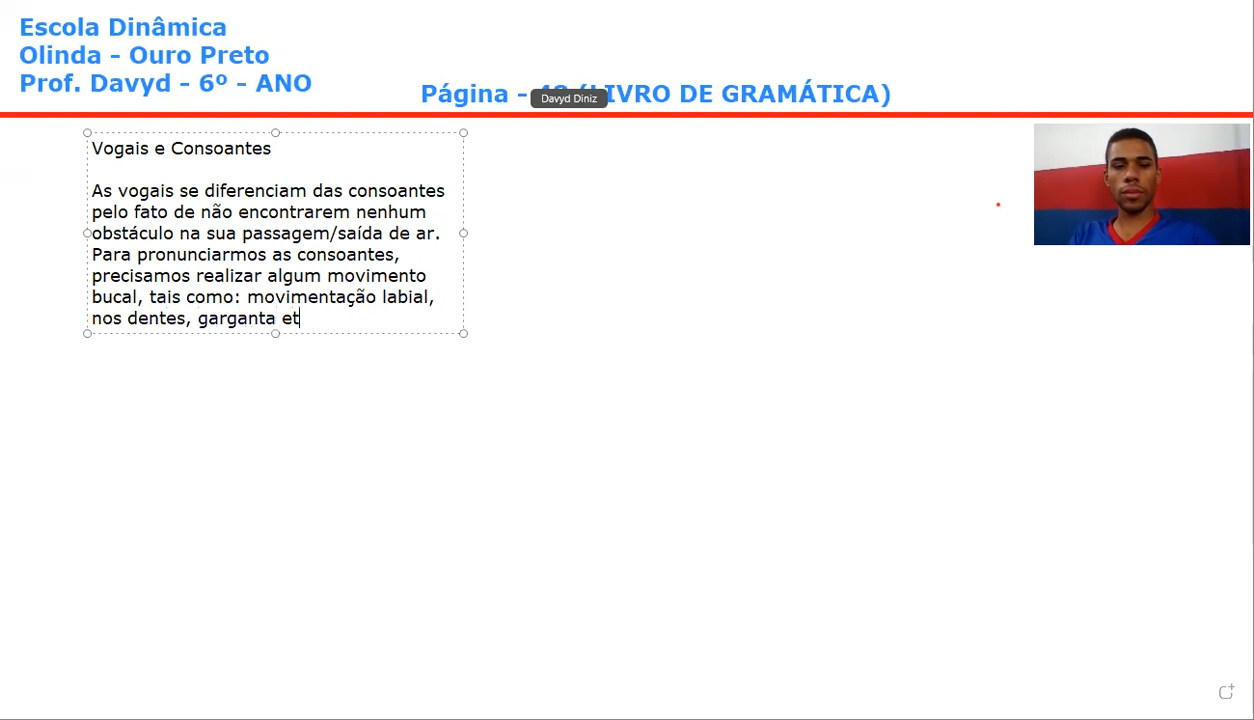 Escola Dinâmica
Olinda - Ouro Preto
Prof. Davyd - 6º - ANO
Página - (LIVRO DE GRAMÁTICA)
Davyd Diniz
Vogais e Consoantes
As vogais se diferenciam das consoantes
pelo fato de não encontrarem nenhum
obstáculo na sua passagem/saída de ar.
Para pronunciarmos as consoantes,
precisamos realizar algum movimento
bucal, tais como: movimentação labial,
nos dentes, garganta et